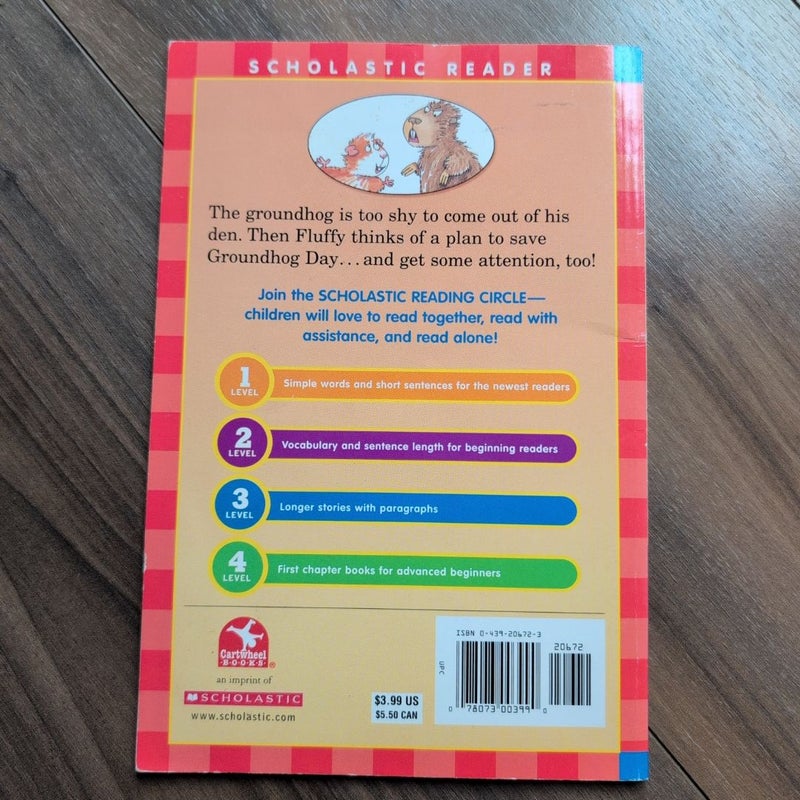 SCHOLASTIC READER
The groundhog is too shy to come out of his
den. Then Fluffy thinks of a plan to save
Groundhog Day...and get some attention, too!
Join the SCHOLASTIC READING CIRCLE—
children will love to read together, read with
assistance, and read alone!
1
LEVEL
Simple words and short sentences for the newest readers
2
LEVEL
Vocabulary and sentence length for beginning readers
3
LEVEL
Longer stories with paragraphs
4
LEVEL
First chapter books for advanced beginners
Cartwheel
·B·O·O·K·S· ®
an imprint of
SCHOLASTIC
www.scholastic.com
$3.99 US
$5.50 CAN
ISBN 0-439-20672-3
20672
UPC
0 78073 00399 0